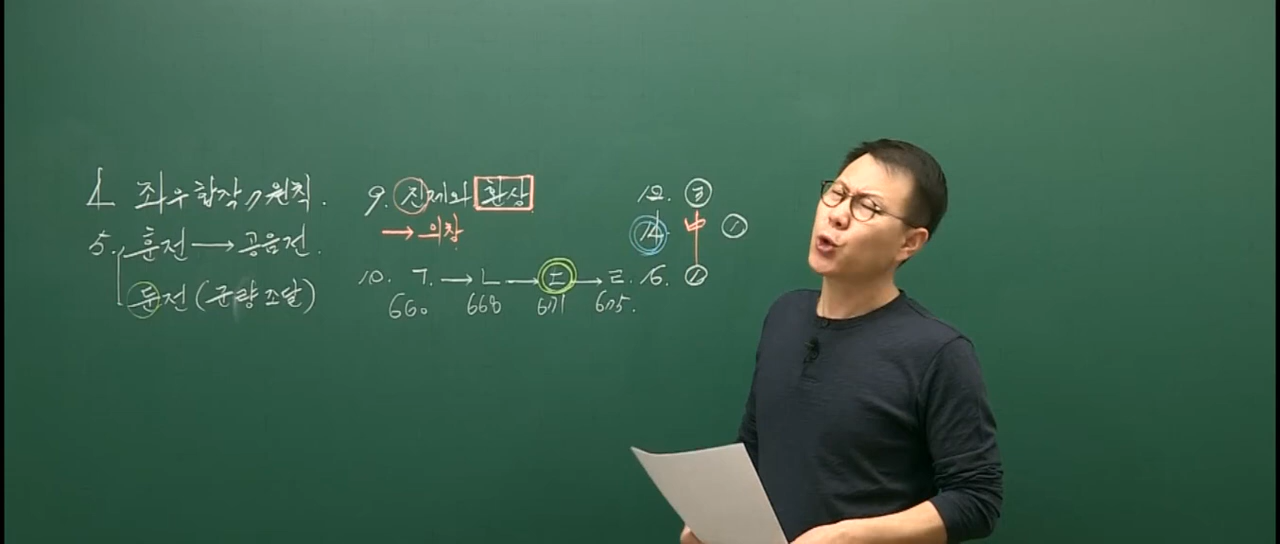 1. 좌우합작 7원칙.
5. 훈전 → 공음전.
둔전 (군량 조달)
9. 진제와 환상
→ 의창
10. ㄱ. → ㄴ → ㄷ → ㄹ
660 668 671 675.
12. ③
14 中 ①
16. ①